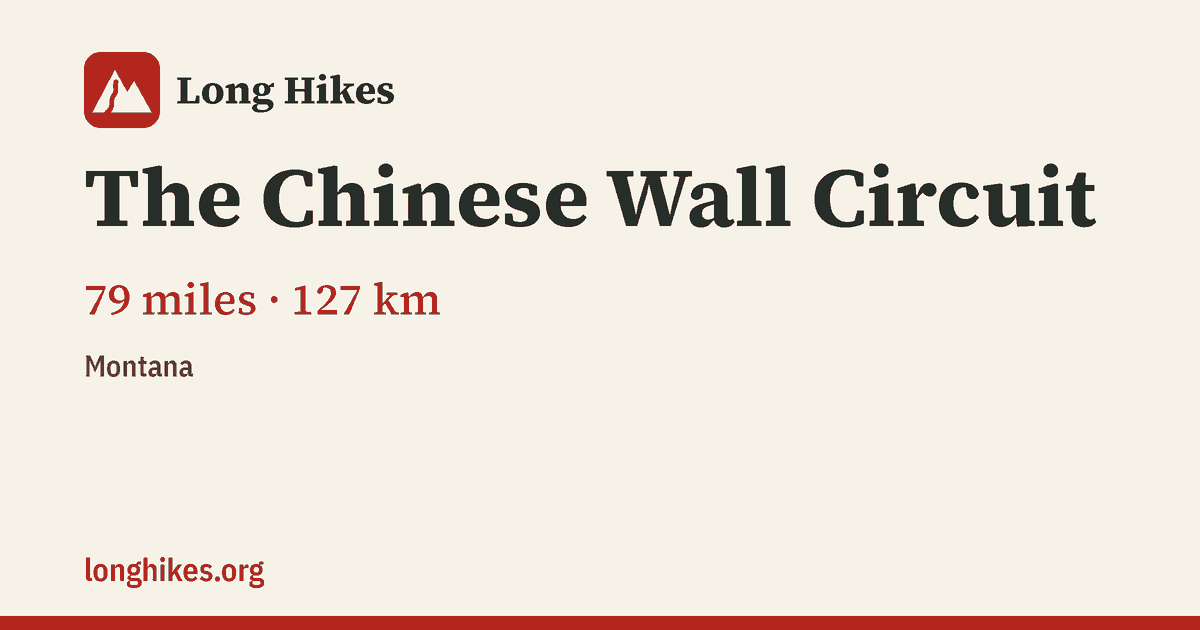 Long Hikes
The Chinese Wall Circuit
79 miles · 127 km
Montana
longhikes.org